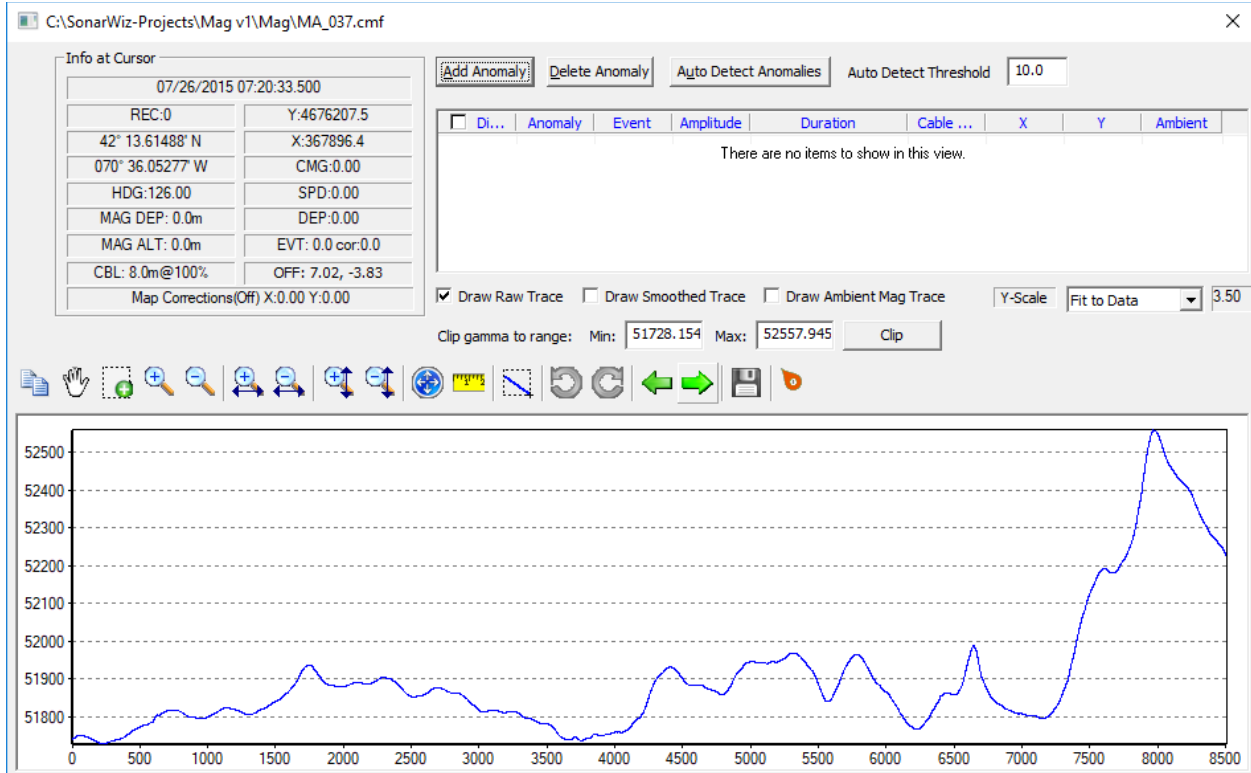 C:\SonarWiz-Projects\Mag v1\Mag\MA_037.cmf
Info at Cursor
07/26/2015 07:20:33.500
REC:0 Y:4676207.5
42° 13.61488' N X:367896.4
070° 36.05277' W CMG:0.00
HDG:126.00 SPD:0.00
MAG DEP: 0.0m DEP:0.00
MAG ALT: 0.0m EVT: 0.0 cor:0.0
CBL: 8.0m@100% OFF: 7.02, -3.83
Map Corrections(Off) X:0.00 Y:0.00
Add Anomaly Delete Anomaly Auto Detect Anomalies Auto Detect Threshold 10.0
Di... Anomaly Event Amplitude Duration Cable ... X Y Ambient
There are no items to show in this view.
Draw Raw Trace Draw Smoothed Trace Draw Ambient Mag Trace Y-Scale Fit to Data 3.50
Clip gamma to range: Min: 51728.154 Max: 52557.945 Clip
52500
52400
52300
52200
52100
52000
51900
51800
0 500 1000 1500 2000 2500 3000 3500 4000 4500 5000 5500 6000 6500 7000 7500 8000 8500